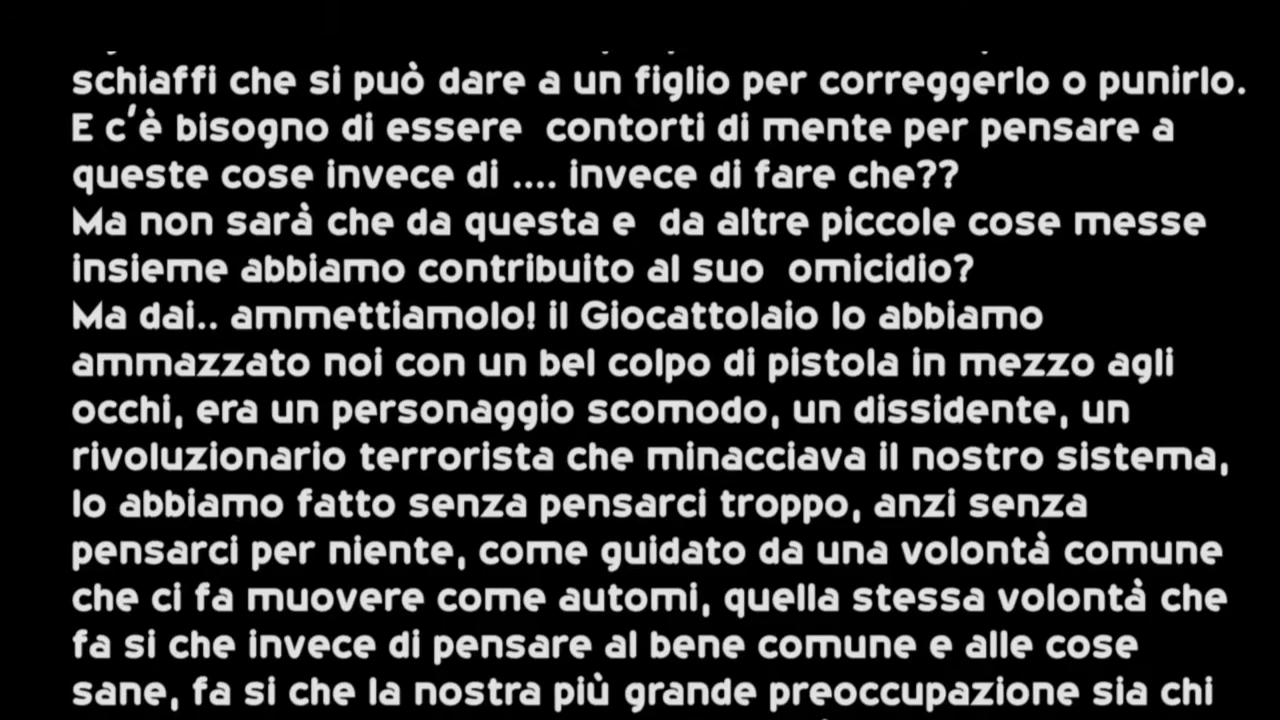 schiaffi che si può dare a un figlio per correggerlo o punirlo.
E c'è bisogno di essere  contorti di mente per pensare a
queste cose invece di .... invece di fare che??
Ma non sarà che da questa e  da altre piccole cose messe
insieme abbiamo contribuito al suo  omicidio?
Ma dai.. ammettiamolo! il Giocattolaio lo abbiamo
ammazzato noi con un bel colpo di pistola in mezzo agli
occhi, era un personaggio scomodo, un dissidente, un
rivoluzionario terrorista che minacciava il nostro sistema,
lo abbiamo fatto senza pensarci troppo, anzi senza
pensarci per niente, come guidato da una volontà comune
che ci fa muovere come automi, quella stessa volontà che
fa si che invece di pensare al bene comune e alle cose
sane, fa si che la nostra più grande preoccupazione sia chi